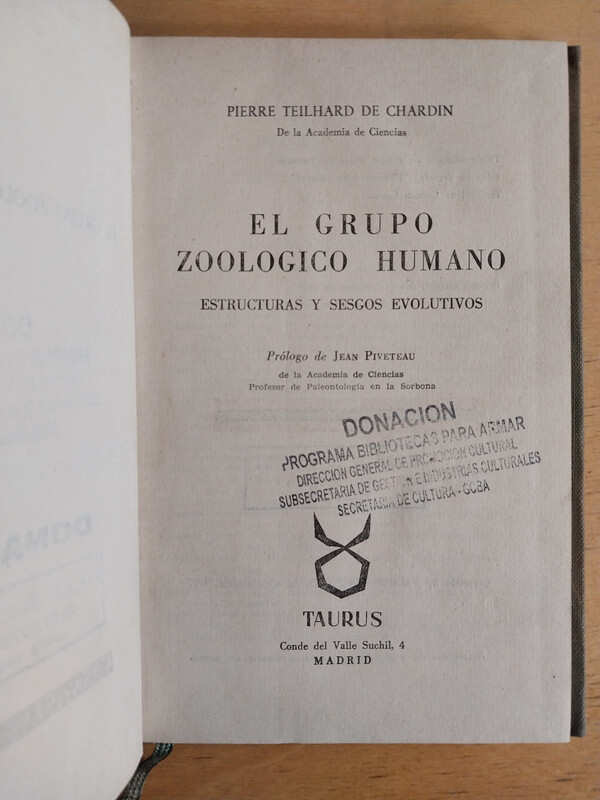 PIERRE TEILHARD DE CHARDIN
De la Academia de Ciencias
EL GRUPO
ZOOLOGICO HUMANO
ESTRUCTURAS Y SESGOS EVOLUTIVOS
Prólogo de JEAN PIVETEAU
de la Academia de Ciencias
Profesor de Paleontología en la Sorbona
DONACION
PROGRAMA BIBLIOTECAS PARA ARMAR
DIRECCION GENERAL DE PROMOCION CULTURAL
SUBSECRETARIA DE GESTION E INDUSTRIAS CULTURALES
SECRETARIA DE CULTURA - GCBA
TAURUS
Conde del Valle Suchil, 4
MADRID